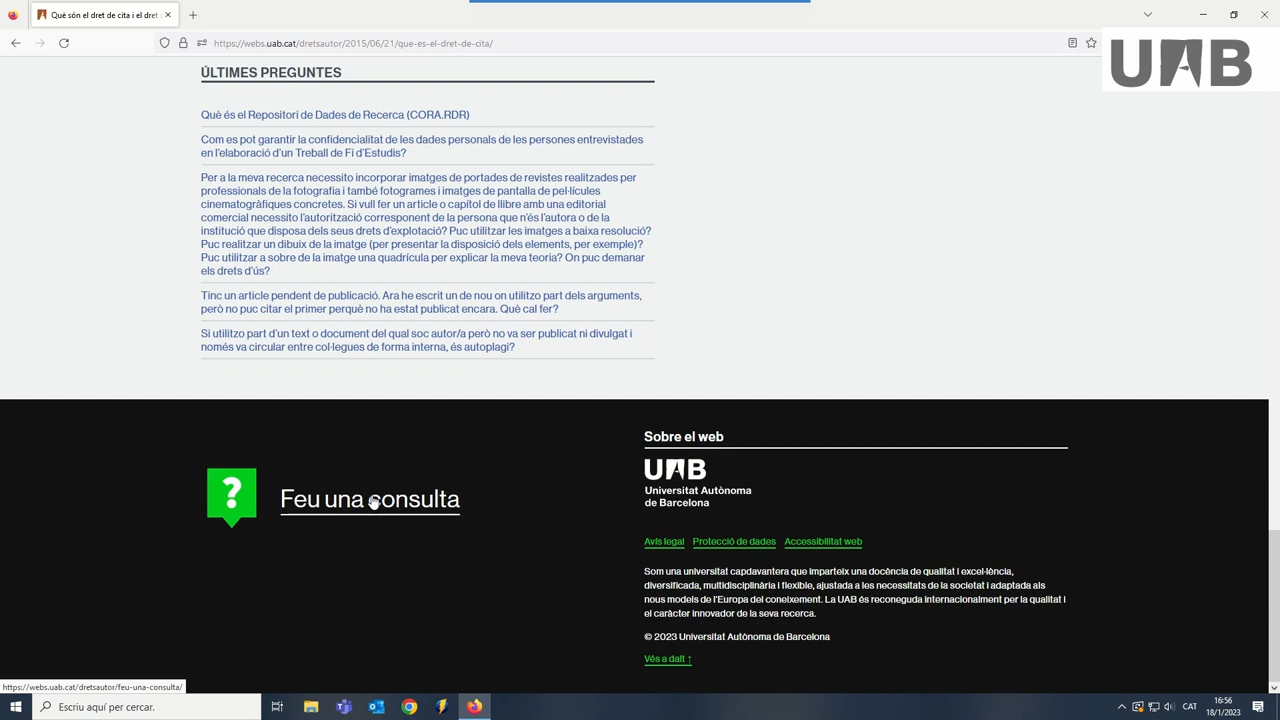 Què són el dret de cita i el dret
https://webs.uab.cat/dretsautor/2015/06/21/que-es-el-dret-de-cita/
UAB
ÚLTIMES PREGUNTES
Què és el Repositori de Dades de Recerca (CORA.RDR)
Com es pot garantir la confidencialitat de les dades personals de les persones entrevistades
en l'elaboració d'un Treball de Fi d'Estudis?
Per a la meva recerca necessito incorporar imatges de portades de revistes realitzades per
professionals de la fotografia i també fotogrames i imatges de pantalla de pel·lícules
cinematogràfiques concretes. Si vull fer un article o capítol de llibre amb una editorial
comercial necessito l'autorització corresponent de la persona que n'és l'autora o de la
institució que disposa dels seus drets d'explotació? Puc utilitzar les imatges a baixa resolució?
Puc realitzar un dibuix de la imatge (per presentar la disposició dels elements, per exemple)?
Puc utilitzar a sobre de la imatge una quadrícula per explicar la meva teoria? On puc demanar
els drets d'ús?
Tinc un article pendent de publicació. Ara he escrit un de nou on utilitzo part dels arguments,
però no puc citar el primer perquè no ha estat publicat encara. Què cal fer?
Si utilitzo part d'un text o document del qual soc autor/a però no va ser publicat ni divulgat i
només va circular entre col·legues de forma interna, és autoplagi?
Feu una consulta
Sobre el web
UAB
Universitat Autònoma
de Barcelona
Avís legal Protecció de dades Accessibilitat web
Som una universitat capdavantera que imparteix una docència de qualitat i excel·lència,
diversificada, multidisciplinària i flexible, ajustada a les necessitats de la societat i adaptada als
nous models de l'Europa del coneixement. La UAB és reconeguda internacionalment per la qualitat i
el caràcter innovador de la seva recerca.
© 2023 Universitat Autònoma de Barcelona
Vés a dalt ↑
https://webs.uab.cat/dretsautor/feu-una-consulta/
Escriu aquí per cercar.
CAT
16:56
18/1/2023